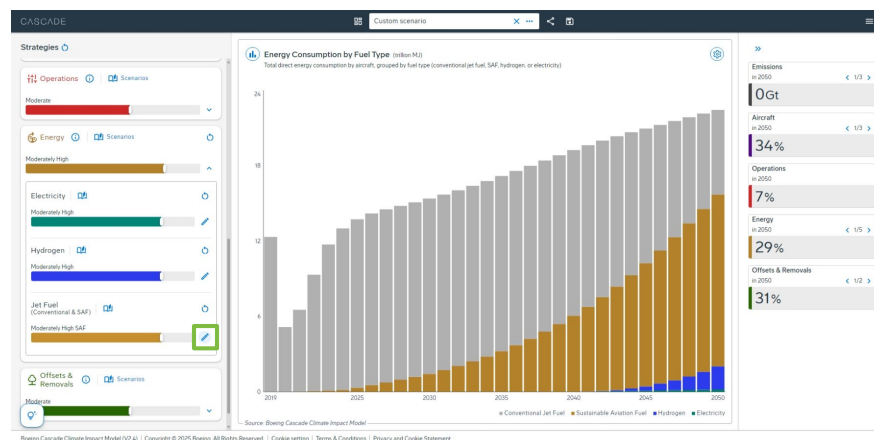 CASCADE
Custom scenario
Strategies
Operations
Scenarios
Moderate
Energy
Scenarios
Moderately High
Electricity
Moderately High
Hydrogen
Moderately High
Jet Fuel
(Conventional & SAF)
Moderately High SAF
Offsets &
Removals
Scenarios
Moderate
Energy Consumption by Fuel Type (million MJ)
Total direct energy consumption by aircraft, grouped by fuel type (conventional jet fuel, SAF, hydrogen, or electricity)
24
18
12
6
0
2019 2025 2030 2035 2040 2045 2050
Conventional Jet Fuel Sustainable Aviation Fuel Hydrogen Electricity
Source: Boeing Cascade Climate Impact Model
Emissions
in 2050 1/3
0Gt
Aircraft
in 2050 1/3
34%
Operations
in 2050
7%
Energy
in 2050 1/5
29%
Offsets & Removals
in 2050 1/2
31%
Boeing Cascade Climate Impact Model (V2.4) | Copyright © 2025 Boeing. All Rights Reserved. | Cookie setting | Terms & Conditions | Privacy and Cookie Statement